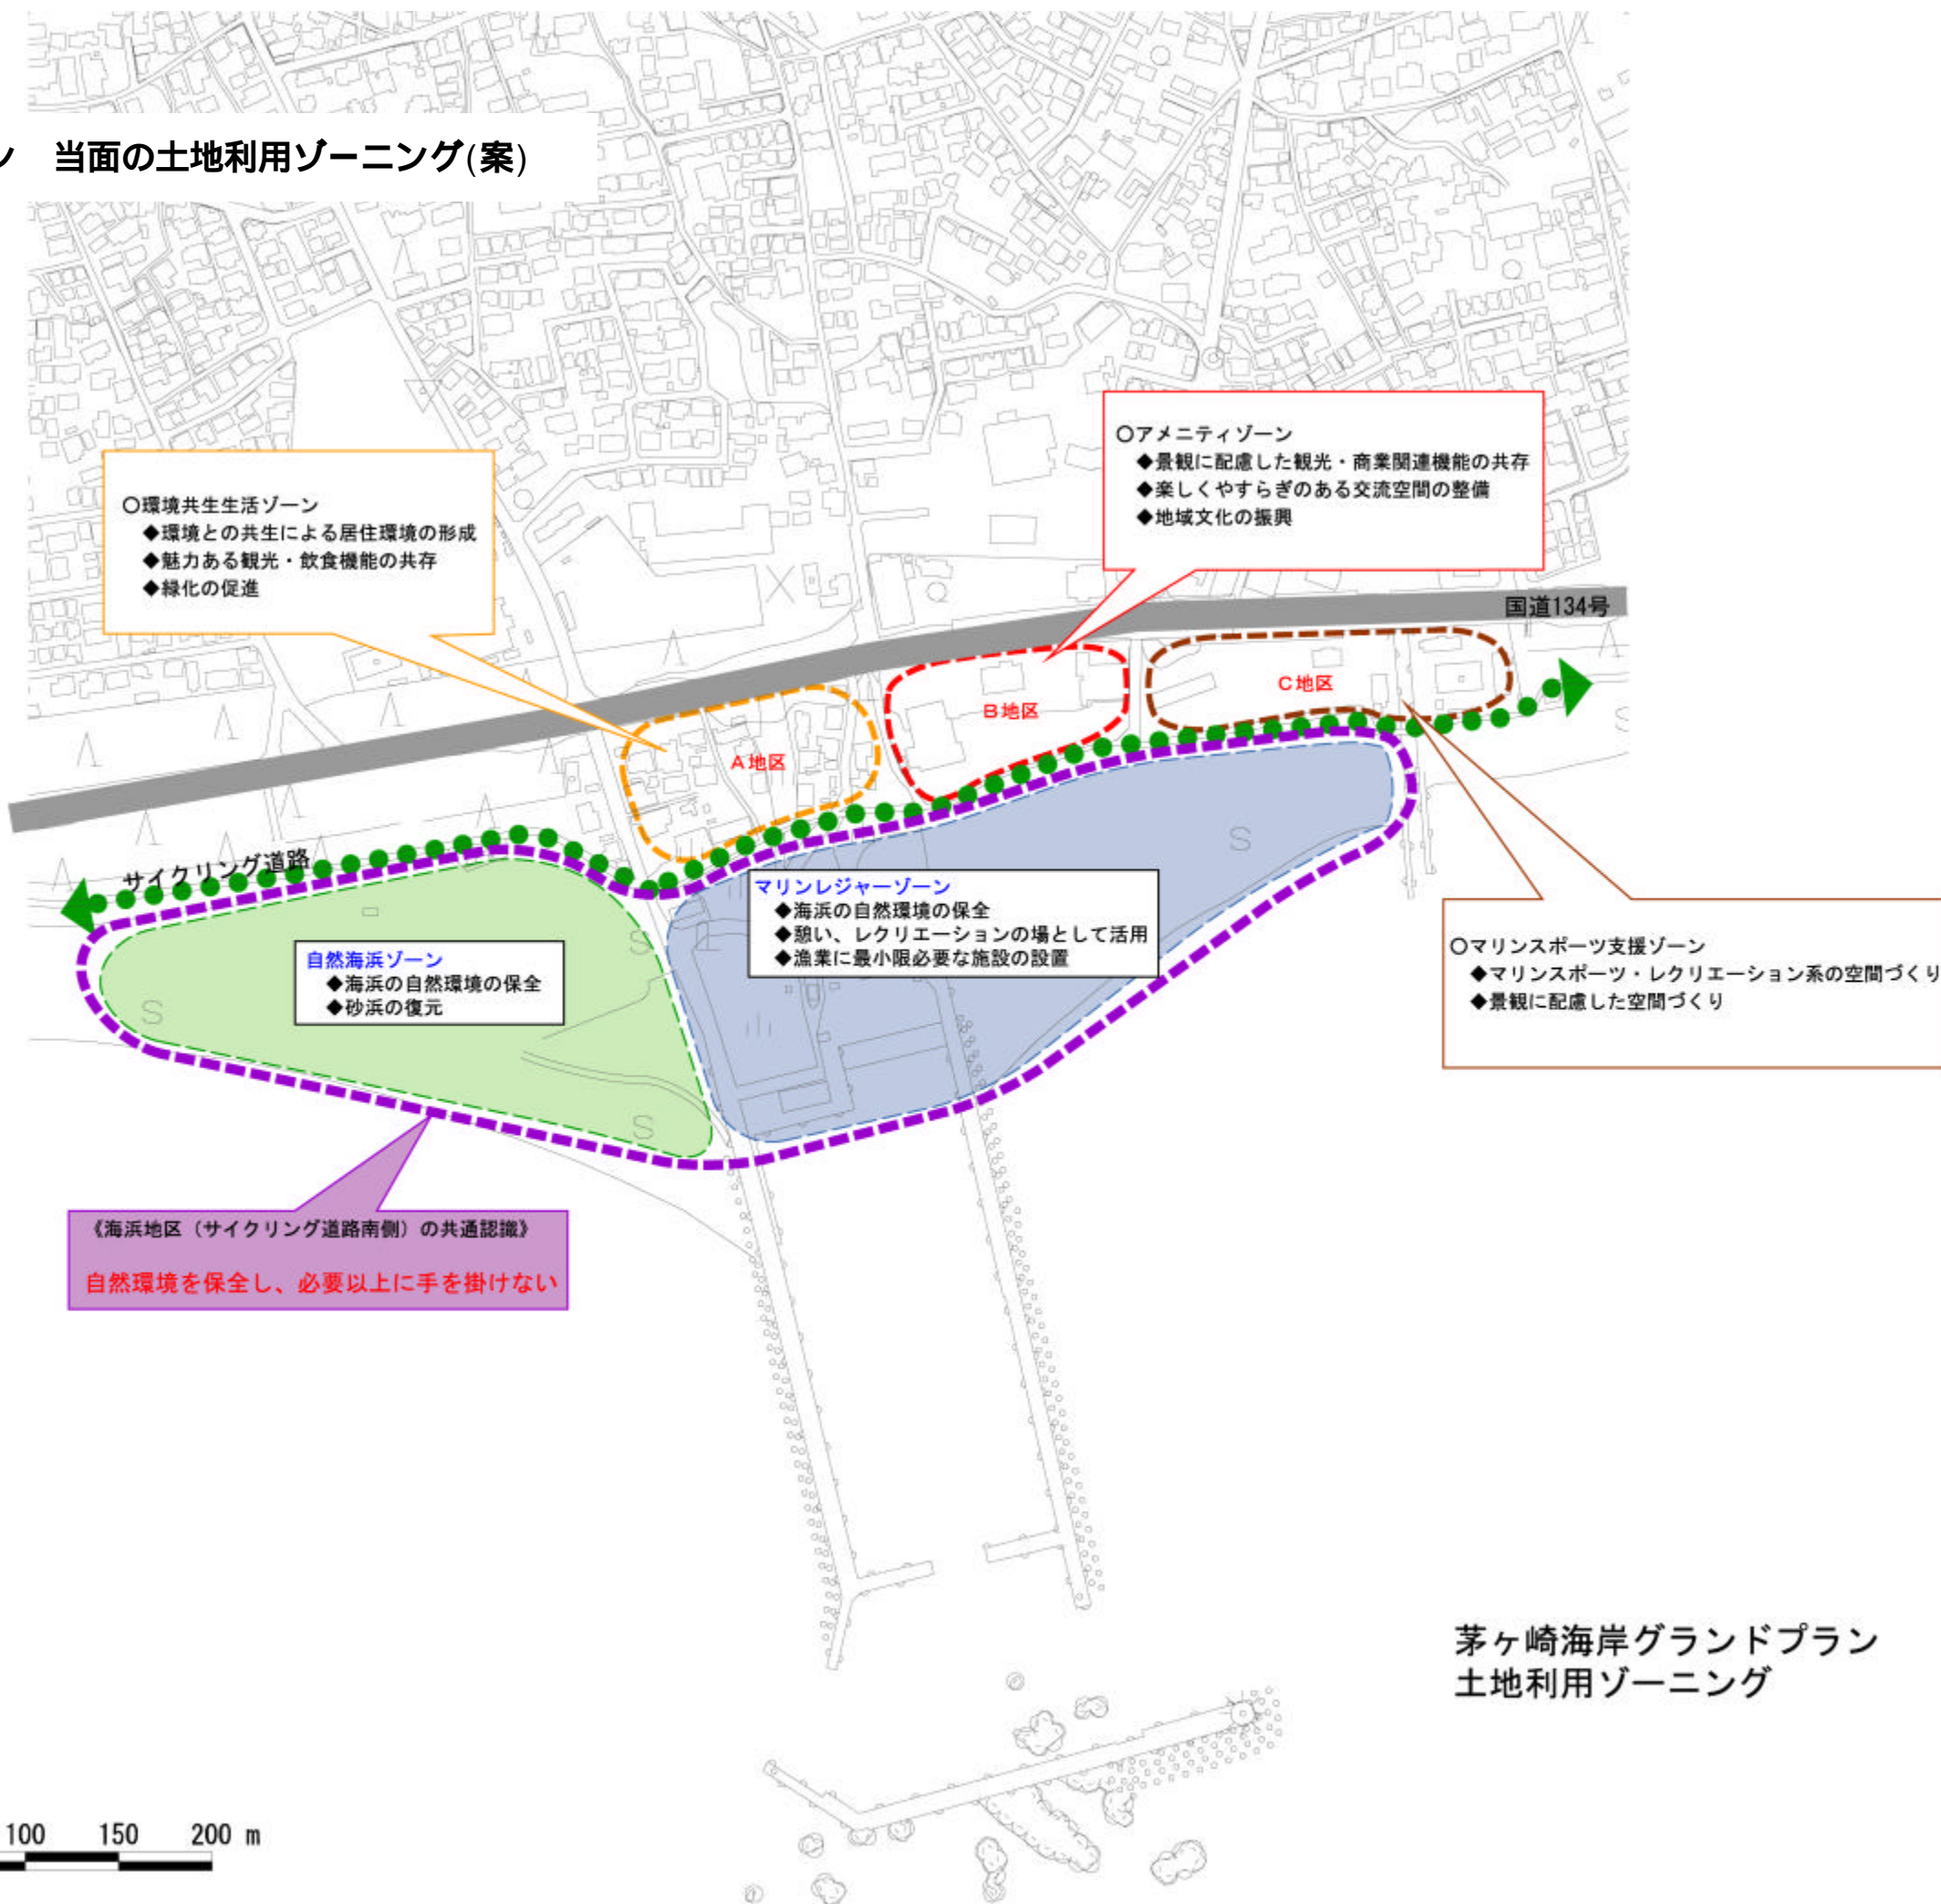 ン 当面の土地利用ゾーニング(案)
○アメニティゾーン
◆景観に配慮した観光・商業関連機能の共存
◆楽しくやすらぎのある交流空間の整備
◆地域文化の振興
○環境共生生活ゾーン
◆環境との共生による居住環境の形成
◆魅力ある観光・飲食機能の共存
◆緑化の促進
国道134号
C地区
B地区
A地区
サイクリング道路
マリンレジャーゾーン
◆海浜の自然環境の保全
◆憩い、レクリエーションの場として活用
◆漁業に最小限必要な施設の設置
自然海浜ゾーン
◆海浜の自然環境の保全
◆砂浜の復元
○マリンスポーツ支援ゾーン
◆マリンスポーツ・レクリエーション系の空間づくり
◆景観に配慮した空間づくり
S
S
S
S
S
《海浜地区（サイクリング道路南側）の共通認識》
自然環境を保全し、必要以上に手を掛けない
茅ヶ崎海岸グランドプラン
土地利用ゾーニング
100 150 200 m